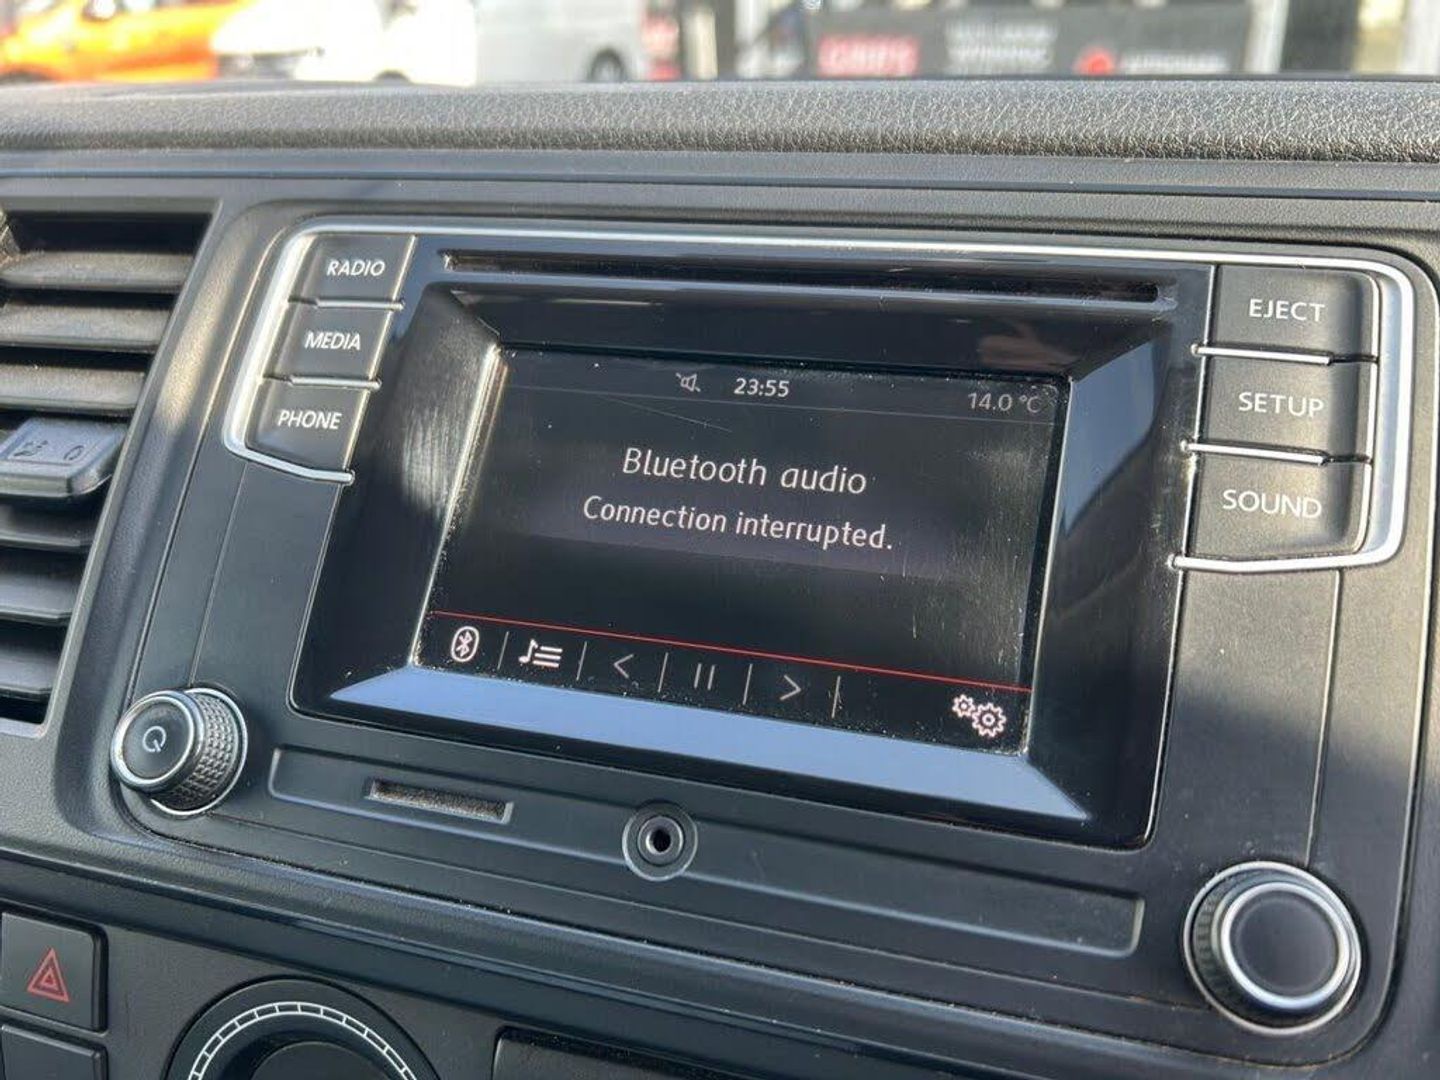 RADIO
MEDIA
PHONE
23:55
14.0 °C
Bluetooth audio
Connection interrupted.
EJECT
SETUP
SOUND